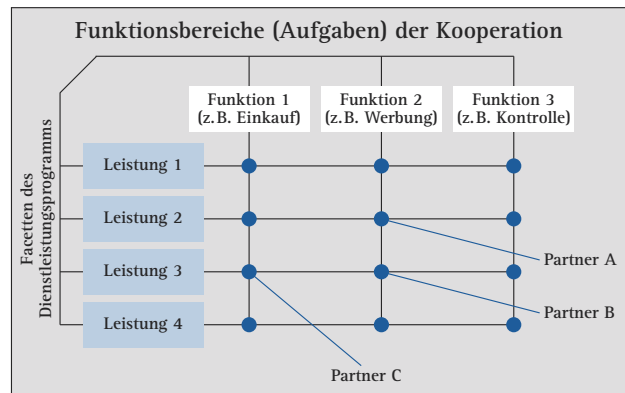 Funktionsbereiche (Aufgaben) der Kooperation
Funktion 1
(z.B. Einkauf)
Funktion 2
(z.B. Werbung)
Funktion 3
(z.B. Kontrolle)
Facetten des
Dienstleistungsprogramms
Leistung 1
Leistung 2
Leistung 3
Leistung 4
Partner A
Partner B
Partner C